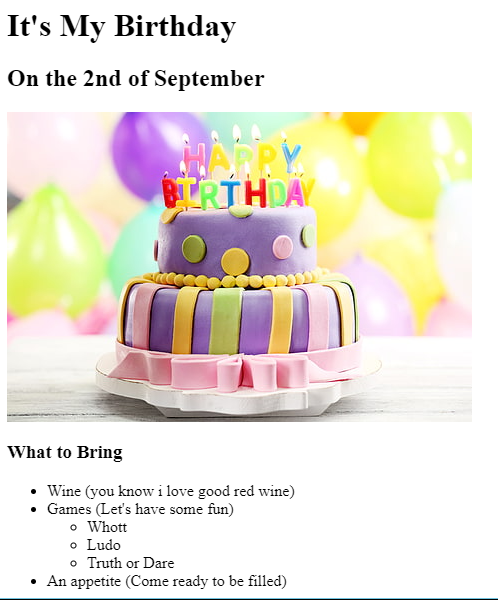 It's My Birthday
On the 2nd of September
HAPPY
BIRTHDAY
What to Bring
Wine (you know i love good red wine)
Games (Let's have some fun)
Whott
Ludo
Truth or Dare
An appetite (Come ready to be filled)